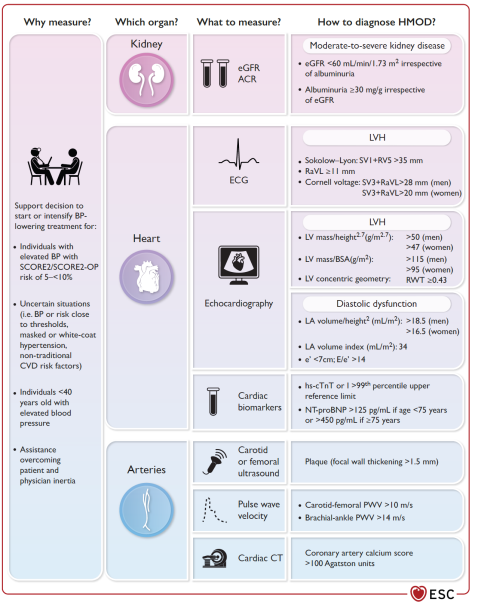 Why measure?
Which organ?
What to measure?
How to diagnose HMOD?
Support decision to
start or intensify BP-
lowering treatment for:
• Individuals with
elevated BP with
SCORE2/SCORE2-OP
risk of 5–<10%
• Uncertain situations
(i.e. BP or risk close
to thresholds,
masked or white-coat
hypertension,
non-traditional
CVD risk factors)
• Individuals <40
years old with
elevated blood
pressure
• Assistance
overcoming
patient and
physician inertia
Kidney
eGFR
ACR
Moderate-to-severe kidney disease
• eGFR <60 mL/min/1.73 m² irrespective
of albuminuria
• Albuminuria ≥30 mg/g irrespective
of eGFR
Heart
ECG
LVH
• Sokolow–Lyon: SV1+RV5 >35 mm
• RaVL ≥11 mm
• Cornell voltage: SV3+RaVL>28 mm (men)
SV3+RaVL>20 mm (women)
Echocardiography
LVH
• LV mass/height²·⁷(g/m²·⁷): >50 (men)
>47 (women)
• LV mass/BSA(g/m²): >115 (men)
>95 (women)
• LV concentric geometry: RWT ≥0.43
Diastolic dysfunction
• LA volume/height² (mL/m²): >18.5 (men)
>16.5 (women)
• LA volume index (mL/m²): 34
• e' <7cm; E/e' >14
Cardiac
biomarkers
• hs-cTnT or I >99th percentile upper
reference limit
• NT-proBNP >125 pg/mL if age <75 years
or >450 pg/mL if ≥75 years
Arteries
Carotid
or femoral
ultrasound
Plaque (focal wall thickening >1.5 mm)
Pulse wave
velocity
• Carotid-femoral PWV >10 m/s
• Brachial-ankle PWV >14 m/s
Cardiac CT
Coronary artery calcium score
>100 Agatston units
ESC